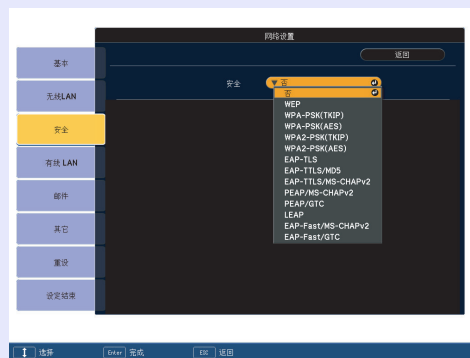 网络设置
返回
基本
无线LAN
安全
有线 LAN
邮件
其它
重设
设定结束
安全
否
否
WEP
WPA-PSK(TKIP)
WPA-PSK(AES)
WPA2-PSK(TKIP)
WPA2-PSK(AES)
EAP-TLS
EAP-TTLS/MD5
EAP-TTLS/MS-CHAPv2
PEAP/MS-CHAPv2
PEAP/GTC
LEAP
EAP-Fast/MS-CHAPv2
EAP-Fast/GTC
选择 Enter 完成 ESC 返回